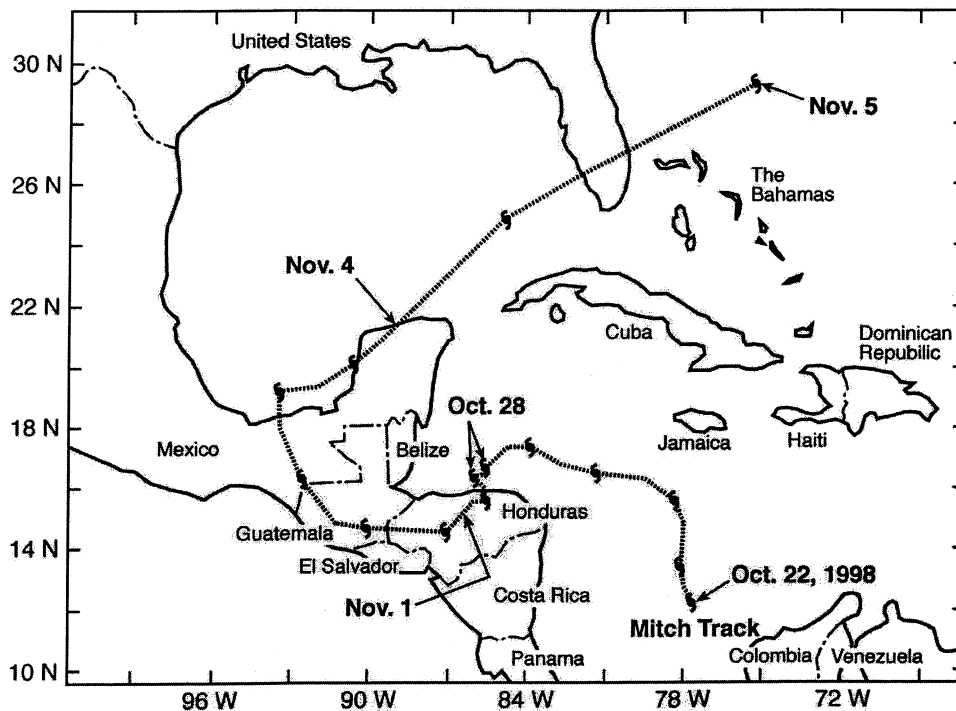 United States
30 N
Nov. 5
26 N
The
Bahamas
Nov. 4
22 N
Cuba
Dominican
Repubilic
18 N
Oct. 28
Mexico
Belize
Jamaica
Haiti
Guatemala
Honduras
14 N
El Salvador
Oct. 22, 1998
Nov. 1
Costa Rica
Mitch Track
10 N
Panama
Colombia
Venezuela
96 W
90 W
84 W
78 W
72 W